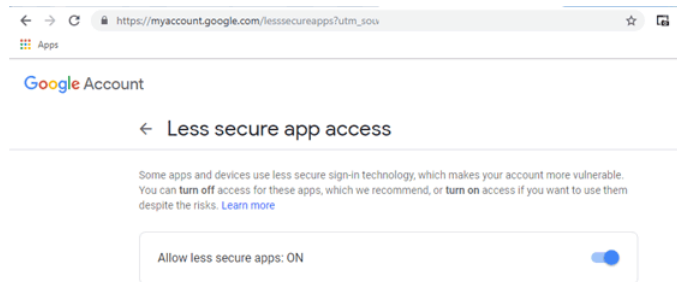 https://myaccount.google.com/lesssecureapps?utm_sou
Apps
Google Account
Less secure app access
Some apps and devices use less secure sign-in technology, which makes your account more vulnerable.
You can turn off access for these apps, which we recommend, or turn on access if you want to use them
despite the risks. Learn more
Allow less secure apps: ON